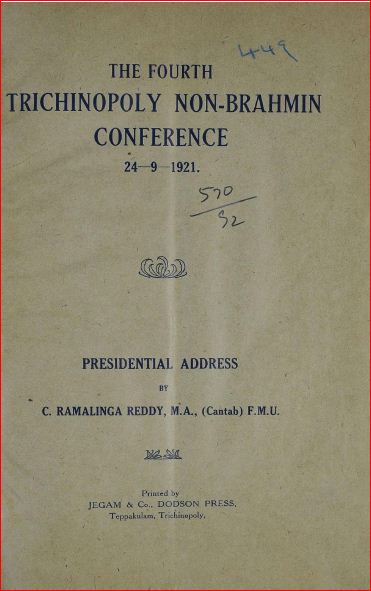 449
THE FOURTH
TRICHINOPOLY NON-BRAHMIN
CONFERENCE
24—9—1921.
570
92
PRESIDENTIAL ADDRESS
BY
C. RAMALINGA REDDY, M.A., (Cantab) F.M.U.
Printed by
JEGAM & Co., DODSON PRESS,
Teppakulam, Trichinopoly.